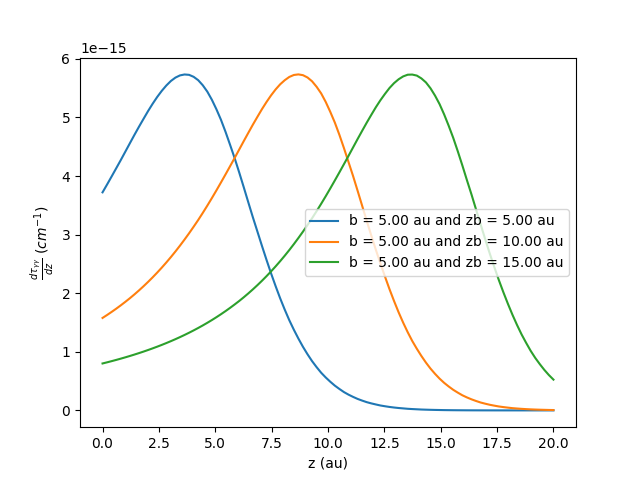 1e−15
6
5
4
3
2
1
0
dτγγ/dz (cm⁻¹)
b = 5.00 au and zb = 5.00 au
b = 5.00 au and zb = 10.00 au
b = 5.00 au and zb = 15.00 au
0.0 2.5 5.0 7.5 10.0 12.5 15.0 17.5 20.0
z (au)